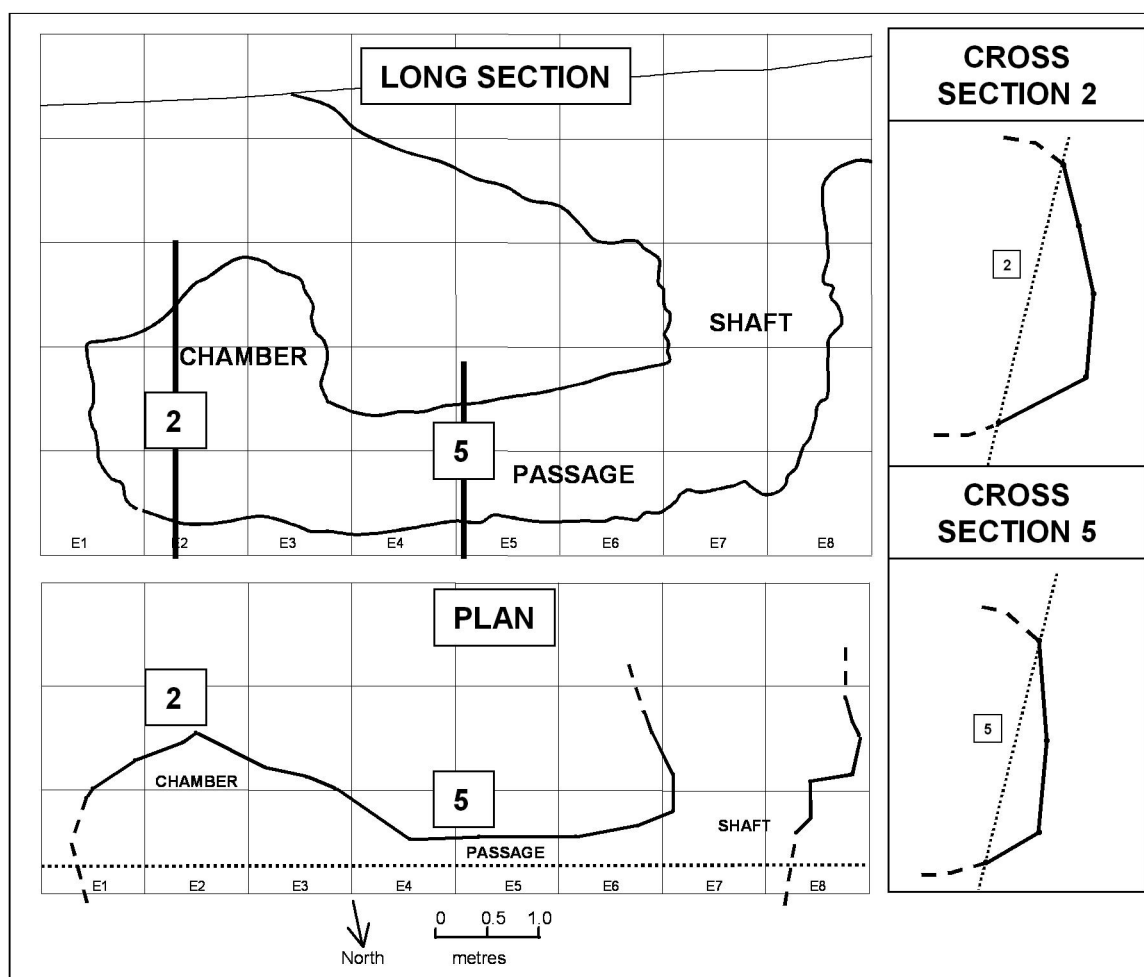 LONG SECTION
SHAFT
CHAMBER
2
5
PASSAGE
E1 E2 E3 E4 E5 E6 E7 E8
PLAN
2
CHAMBER
5
SHAFT
PASSAGE
E1 E2 E3 E4 E5 E6 E7 E8
0 0.5 1.0
North metres
CROSS
SECTION 2
2
CROSS
SECTION 5
5